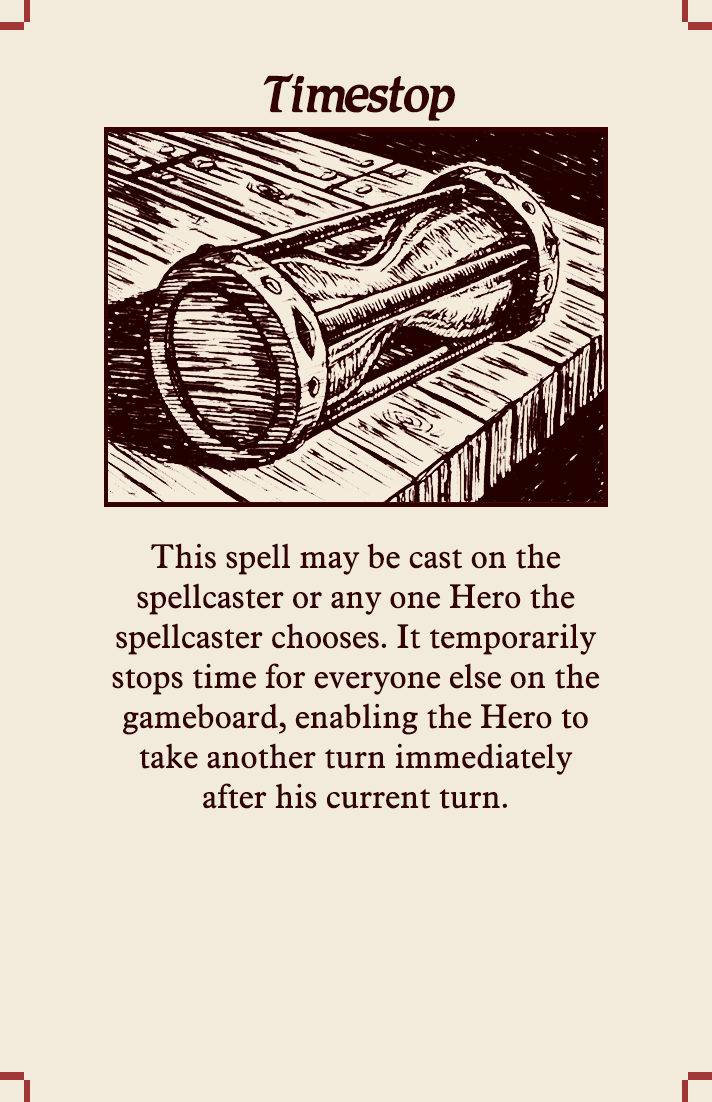 Timestop
This spell may be cast on the
spellcaster or any one Hero the
spellcaster chooses. It temporarily
stops time for everyone else on the
gameboard, enabling the Hero to
take another turn immediately
after his current turn.